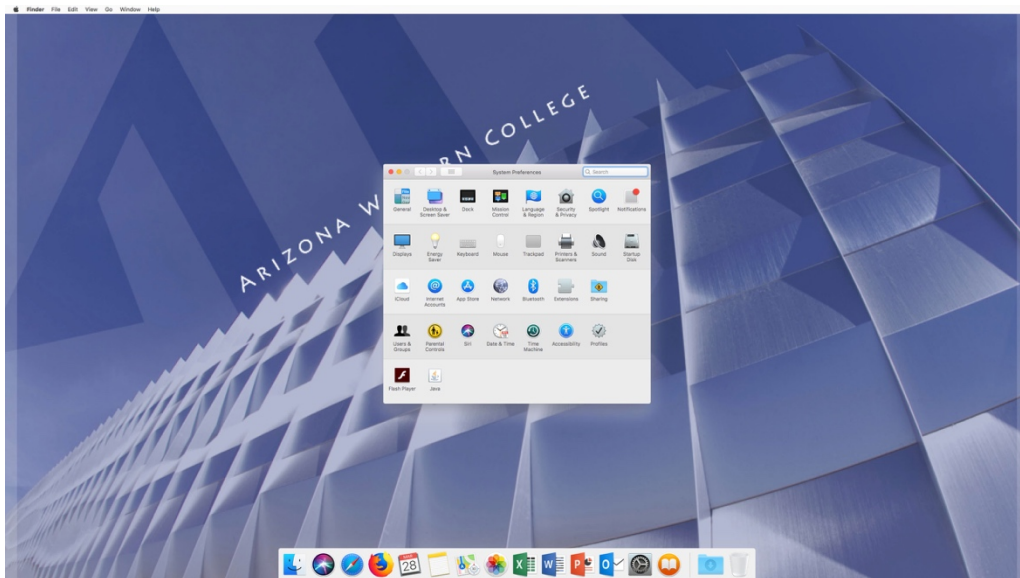 Finder File Edit View Go Window Help
ARIZONA W RN COLLEGE
System Preferences
Search
General Desktop & Screen Saver Dock Mission Control Language & Region Security & Privacy Spotlight Notifications
Displays Energy Saver Keyboard Mouse Trackpad Printers & Scanners Sound Startup Disk
iCloud Internet Accounts App Store Network Bluetooth Extensions Sharing
Users & Groups Parental Controls Siri Date & Time Time Machine Accessibility Profiles
Flash Player Java
28